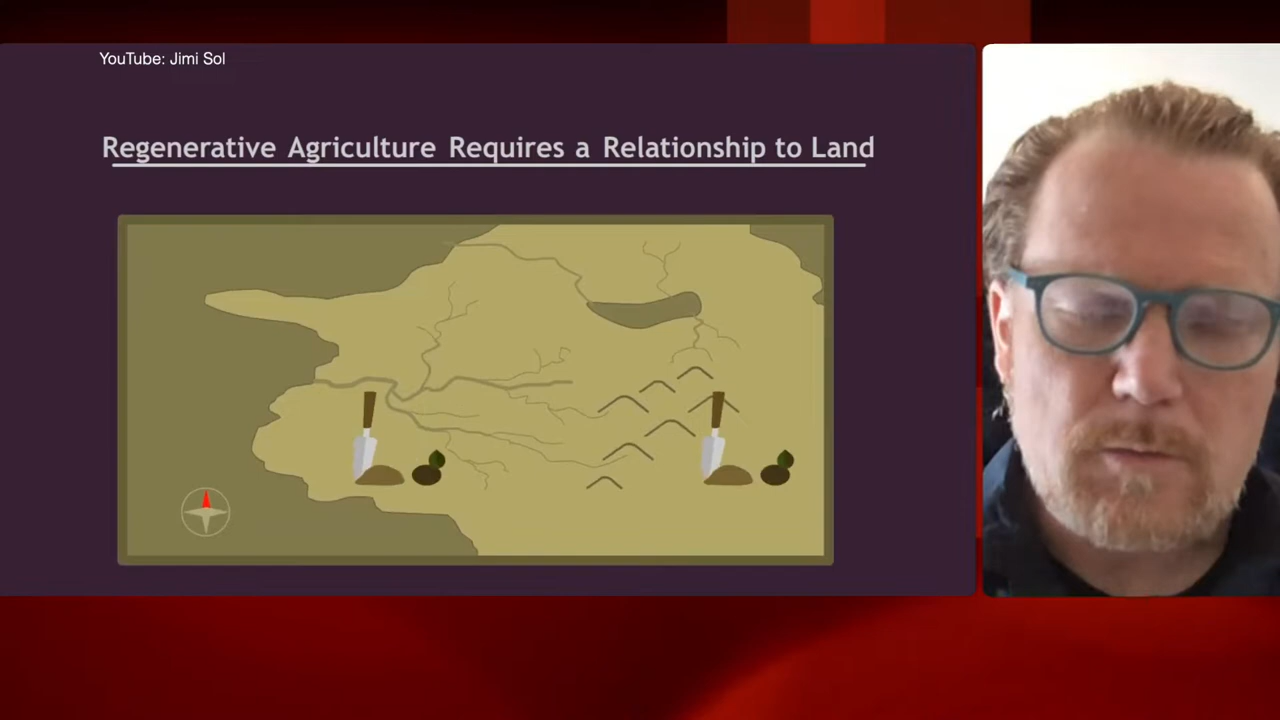 YouTube: Jimi Sol
Regenerative Agriculture Requires a Relationship to Land